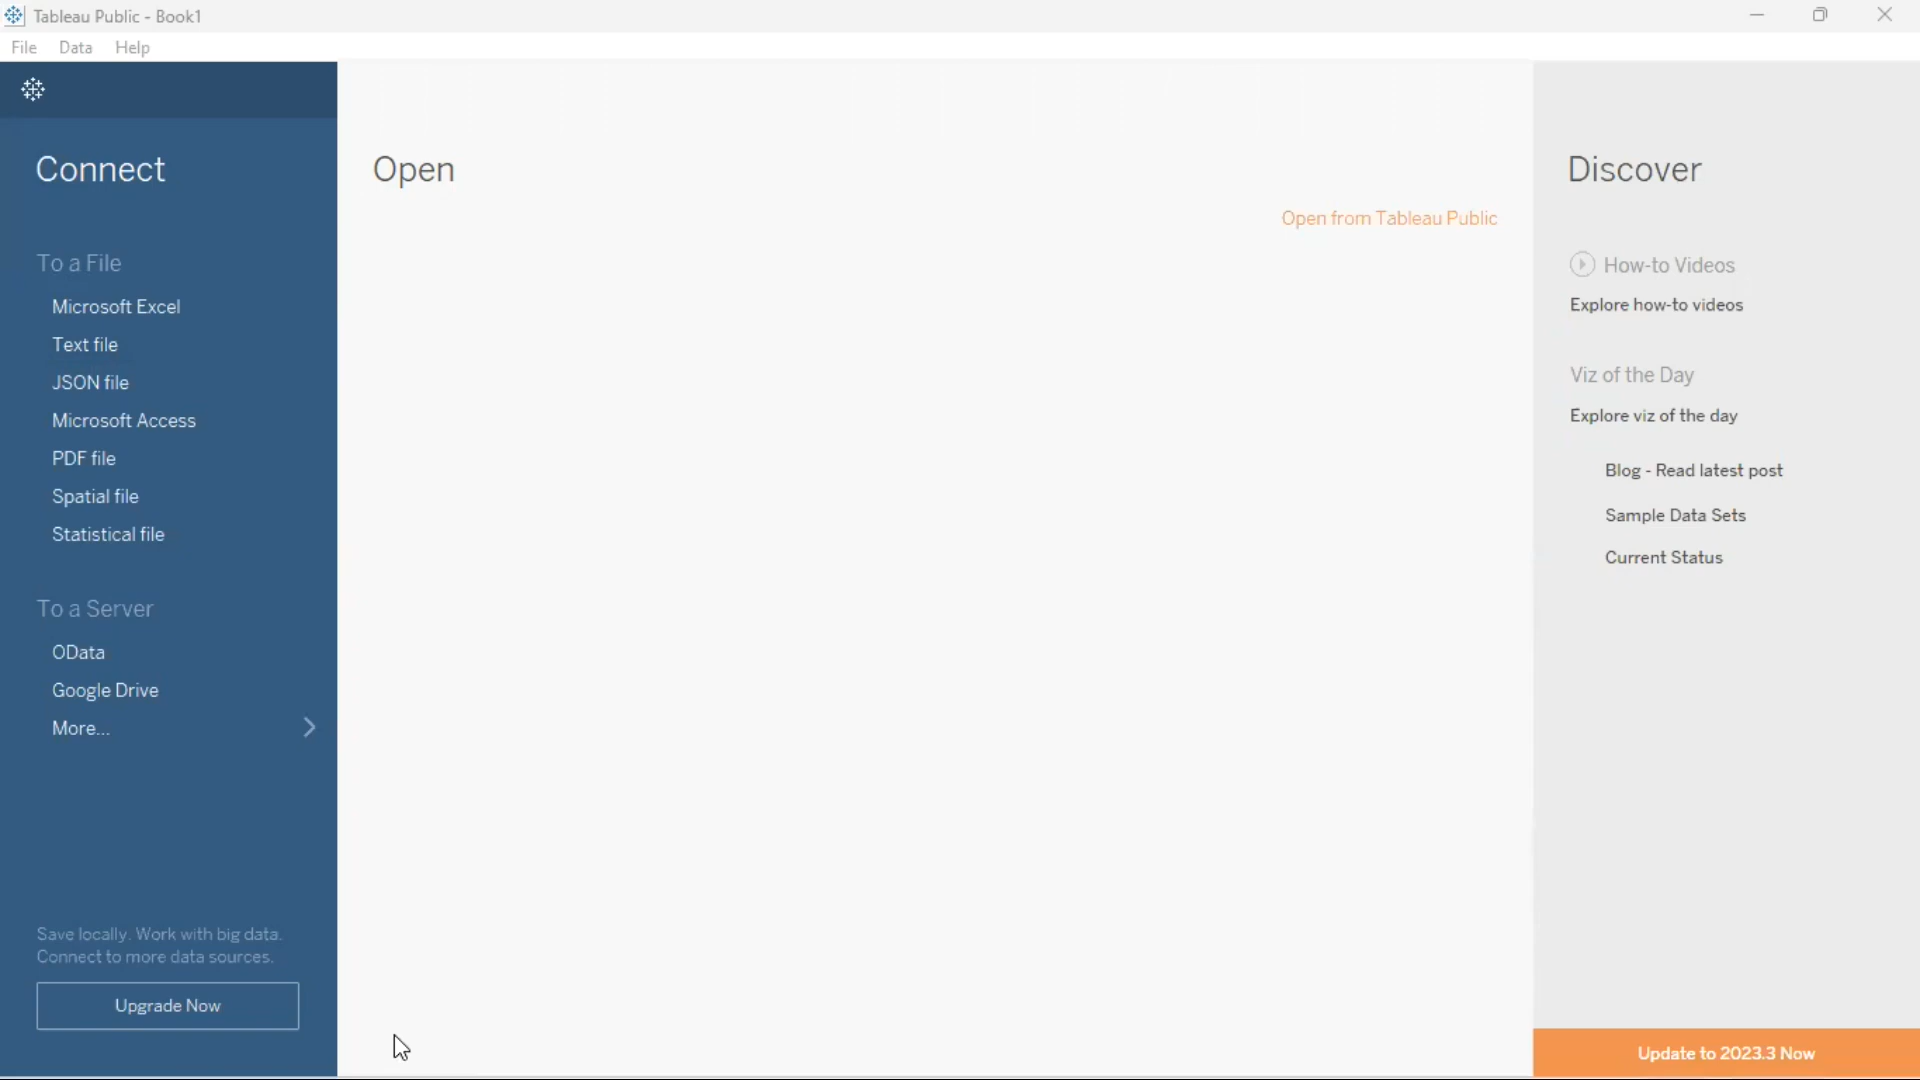 Tableau Public - Book1
File Data Help
Connect
To a File
Microsoft Excel
Text file
JSON file
Microsoft Access
PDF file
Spatial file
Statistical file
To a Server
OData
Google Drive
More...
Save locally. Work with big data.
Connect to more data sources.
Upgrade Now
Open
Open from Tableau Public
Discover
How-to Videos
Explore how-to videos
Viz of the Day
Explore viz of the day
Blog - Read latest post
Sample Data Sets
Current Status
Update to 2023.3 Now